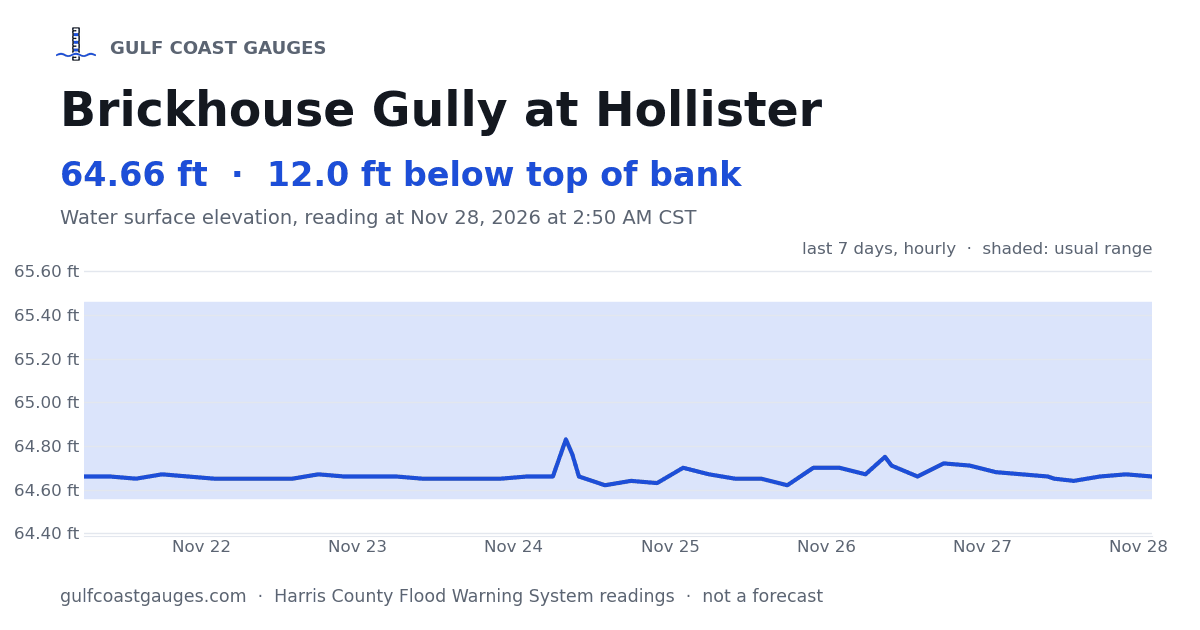 GULF COAST GAUGES
Brickhouse Gully at Hollister
64.66 ft · 12.0 ft below top of bank
Water surface elevation, reading at Nov 28, 2026 at 2:50 AM CST
last 7 days, hourly · shaded: usual range
65.60 ft
65.40 ft
65.20 ft
65.00 ft
64.80 ft
64.60 ft
64.40 ft
Nov 22 Nov 23 Nov 24 Nov 25 Nov 26 Nov 27 Nov 28
gulfcoastgauges.com · Harris County Flood Warning System readings · not a forecast